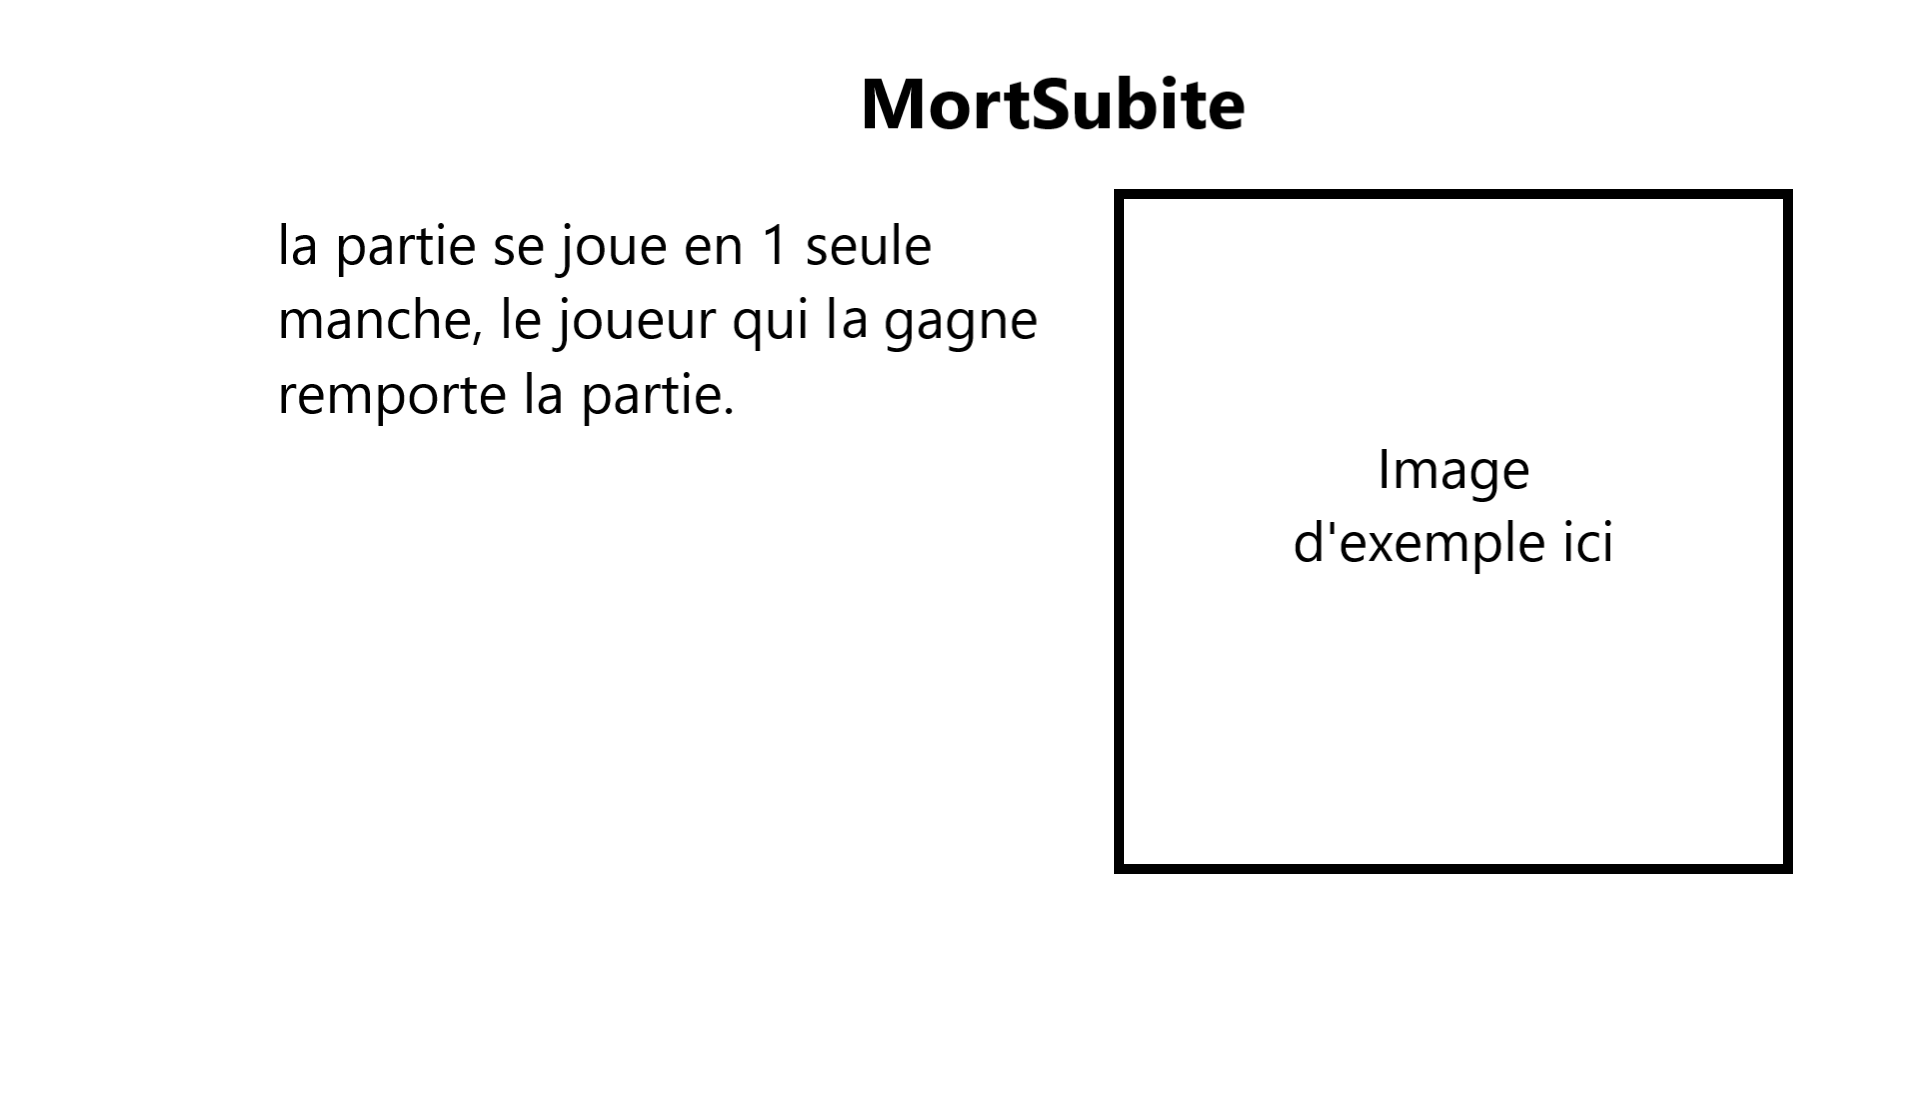 MortSubite
la partie se joue en 1 seule
manche, le joueur qui la gagne
remporte la partie.
Image
d'exemple ici